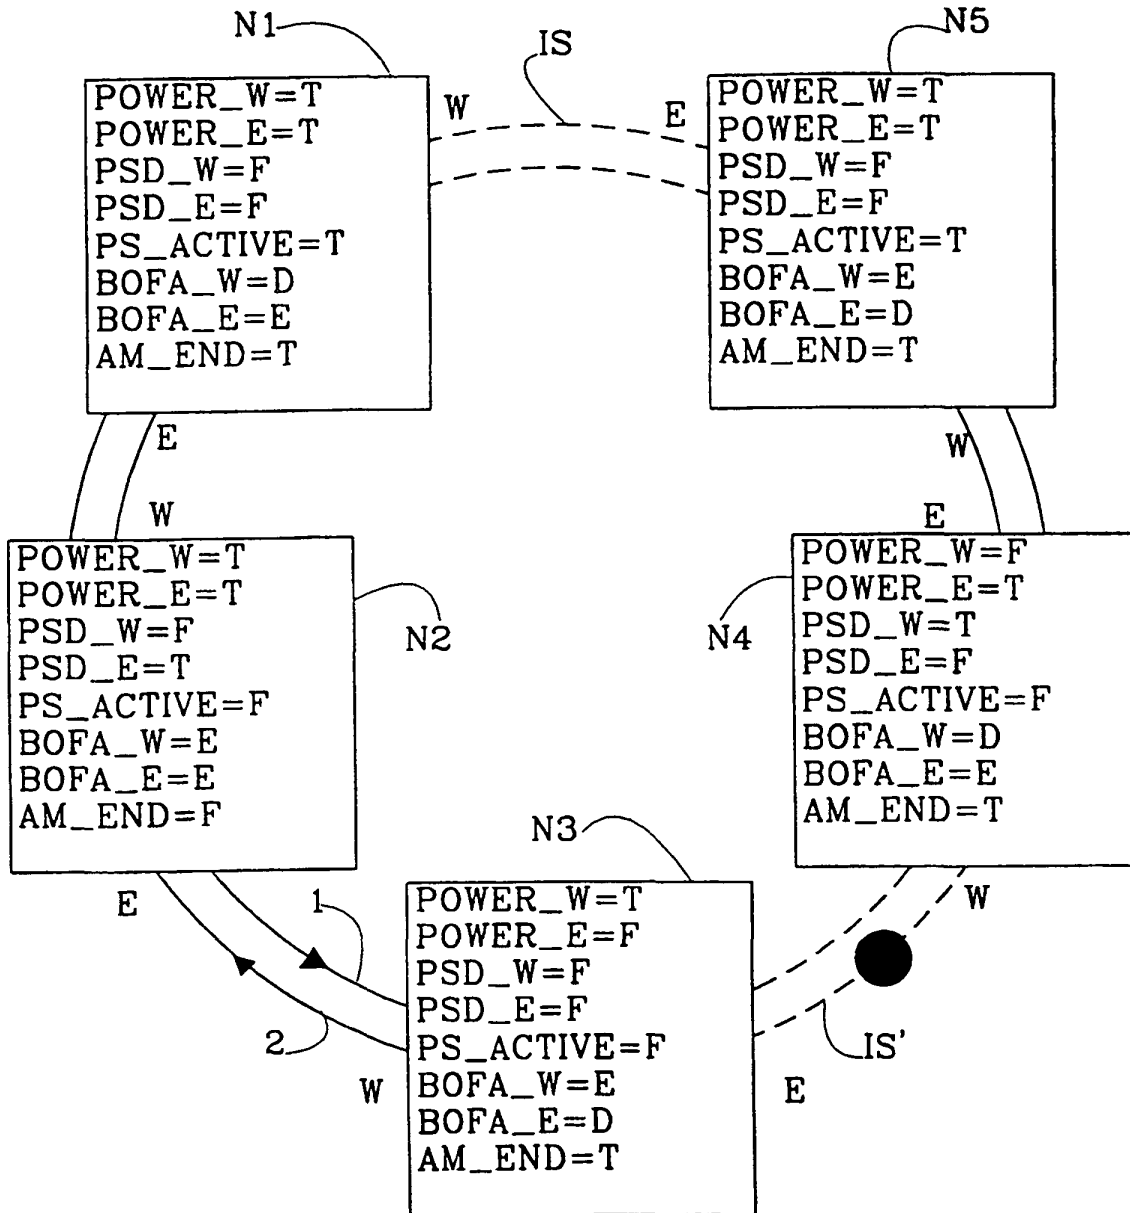 N1
IS
N5
POWER_W=T
POWER_E=T
PSD_W=F
PSD_E=F
PS_ACTIVE=T
BOFA_W=D
BOFA_E=E
AM_END=T
W
E
POWER_W=T
POWER_E=T
PSD_W=F
PSD_E=F
PS_ACTIVE=T
BOFA_W=E
BOFA_E=D
AM_END=T
E
W
W
E
POWER_W=T
POWER_E=T
PSD_W=F
PSD_E=T
PS_ACTIVE=F
BOFA_W=E
BOFA_E=E
AM_END=F
N2
N4
POWER_W=F
POWER_E=T
PSD_W=T
PSD_E=F
PS_ACTIVE=F
BOFA_W=D
BOFA_E=E
AM_END=T
N3
E
1
W
POWER_W=T
POWER_E=F
PSD_W=F
PSD_E=F
PS_ACTIVE=F
BOFA_W=E
BOFA_E=D
AM_END=T
2
IS'
W
E